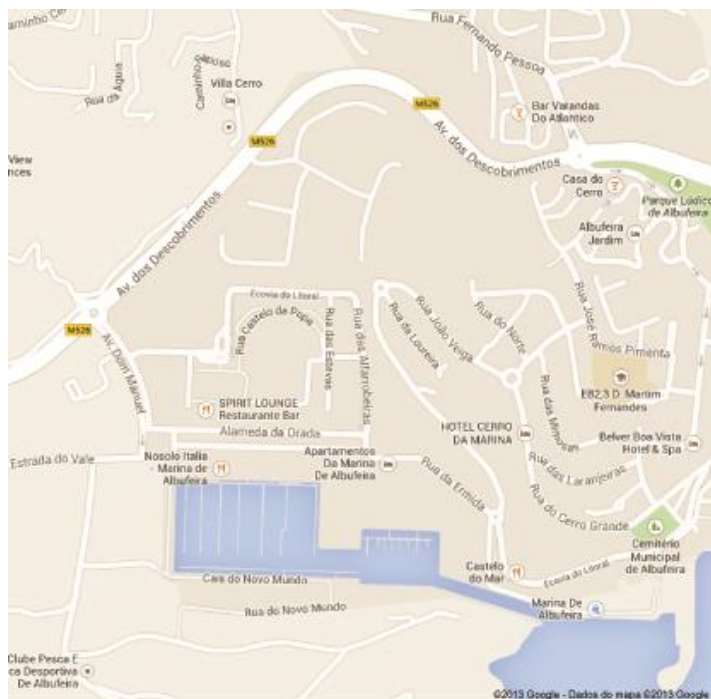 Rua Fernando Pessoa
Caminho
Rua da Águia
Villa Cerro
M526
Bar Varandas
Do Atlantico
M526
Av. dos Descobrimentos
View
Casa do
Cerro
Parque Lúdico
de Albufeira
Albufeira
Jardim
Av. dos Descobrimentos
Ecovia do Litoral
Rua Castelo da Popa
Rua das Estevas
Rua das Alfarrobeiras
Rua da Loureira
Rua João Veiga
Rua do Norte
Rua José Ramos Pimenta
M526
Av. Dom Manuel
EB2,3 D. Martim
Fernandes
SPIRIT LOUNGE
Restaurante Bar
Rua das Mimosas
HOTEL CERRO
DA MARINA
Alameda da Orada
Belver Boa Vista
Hotel & Spa
Estrada do Vale
Nosolo Italia
- Marina de
Albufeira
Apartamentos
Da Marina
De Albufeira
Rua da Ermida
Rua das Laranjeiras
Rua do Cerro Grande
Cemitério
Municipal
de Albufeira
Castelo
do Mar
Ecovia do Litoral
Cais do Novo Mundo
Rua do Novo Mundo
Marina De
Albufeira
Clube Pesca E
ca Desportiva
De Albufeira
©2013 Google - Dados do mapa ©2013 Google